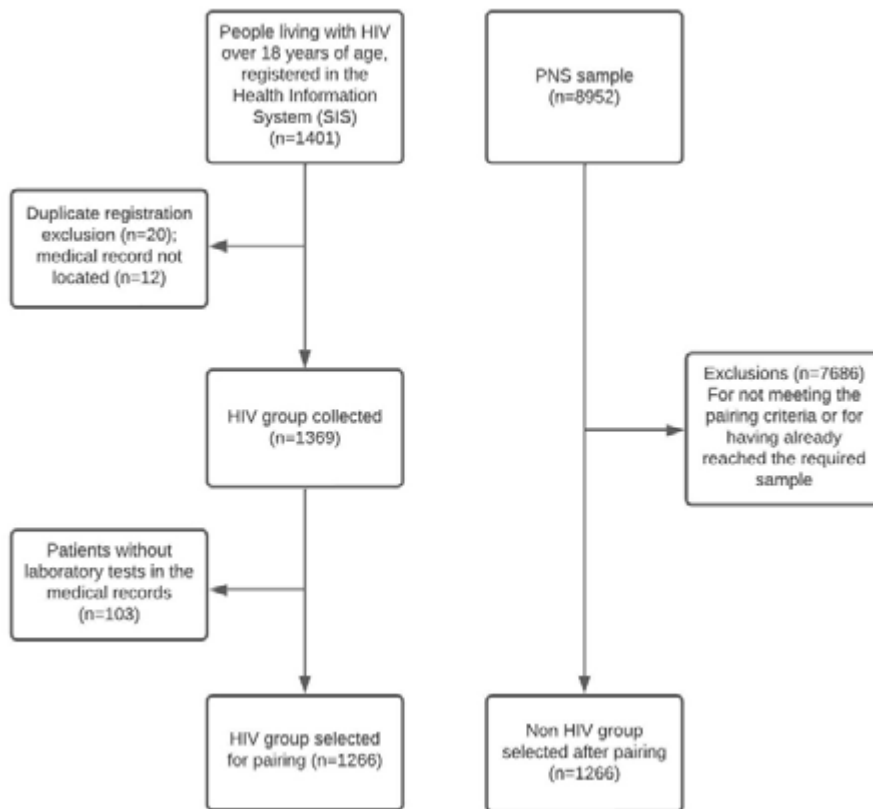 People living with HIV
over 18 years of age,
registered in the
Health Information
System (SIS)
(n=1401)
PNS sample
(n=8952)
Duplicate registration
exclusion (n=20);
medical record not
located (n=12)
HIV group collected
(n=1369)
Exclusions (n=7686)
For not meeting the
pairing criteria or for
having already
reached the required
sample
Patients without
laboratory tests in the
medical records
(n=103)
HIV group selected
for pairing (n=1266)
Non HIV group
selected after pairing
(n=1266)